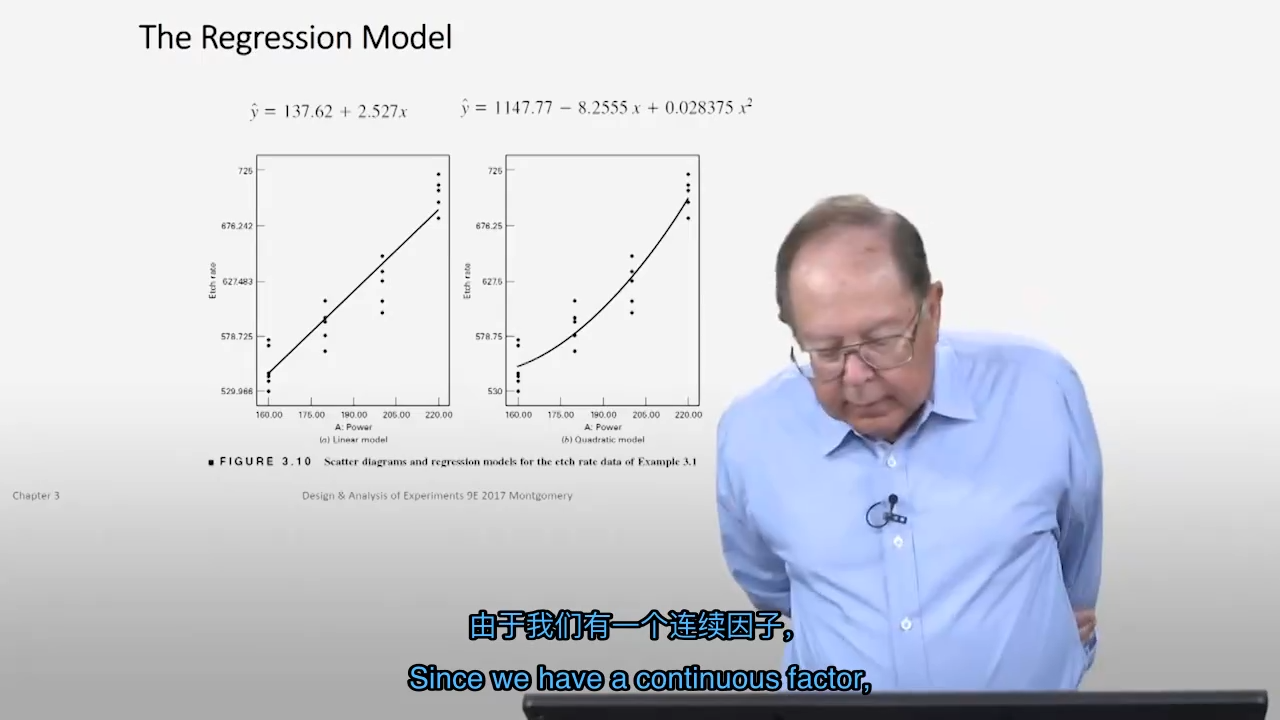 The Regression Model
ŷ = 137.62 + 2.527x
ŷ = 1147.77 − 8.2555 x + 0.028375 x²
725
676.242
627.483
578.725
529.966
Etch rate
160.00 175.00 190.00 205.00 220.00
A: Power
(a) Linear model
725
676.25
627.5
578.75
530
Etch rate
160.00 175.00 190.00 205.00 220.00
A: Power
(b) Quadratic model
■ FIGURE 3.10 Scatter diagrams and regression models for the etch rate data of Example 3.1
Chapter 3
Design & Analysis of Experiments 9E 2017 Montgomery
由于我们有一个连续因子,
Since we have a continuous factor,